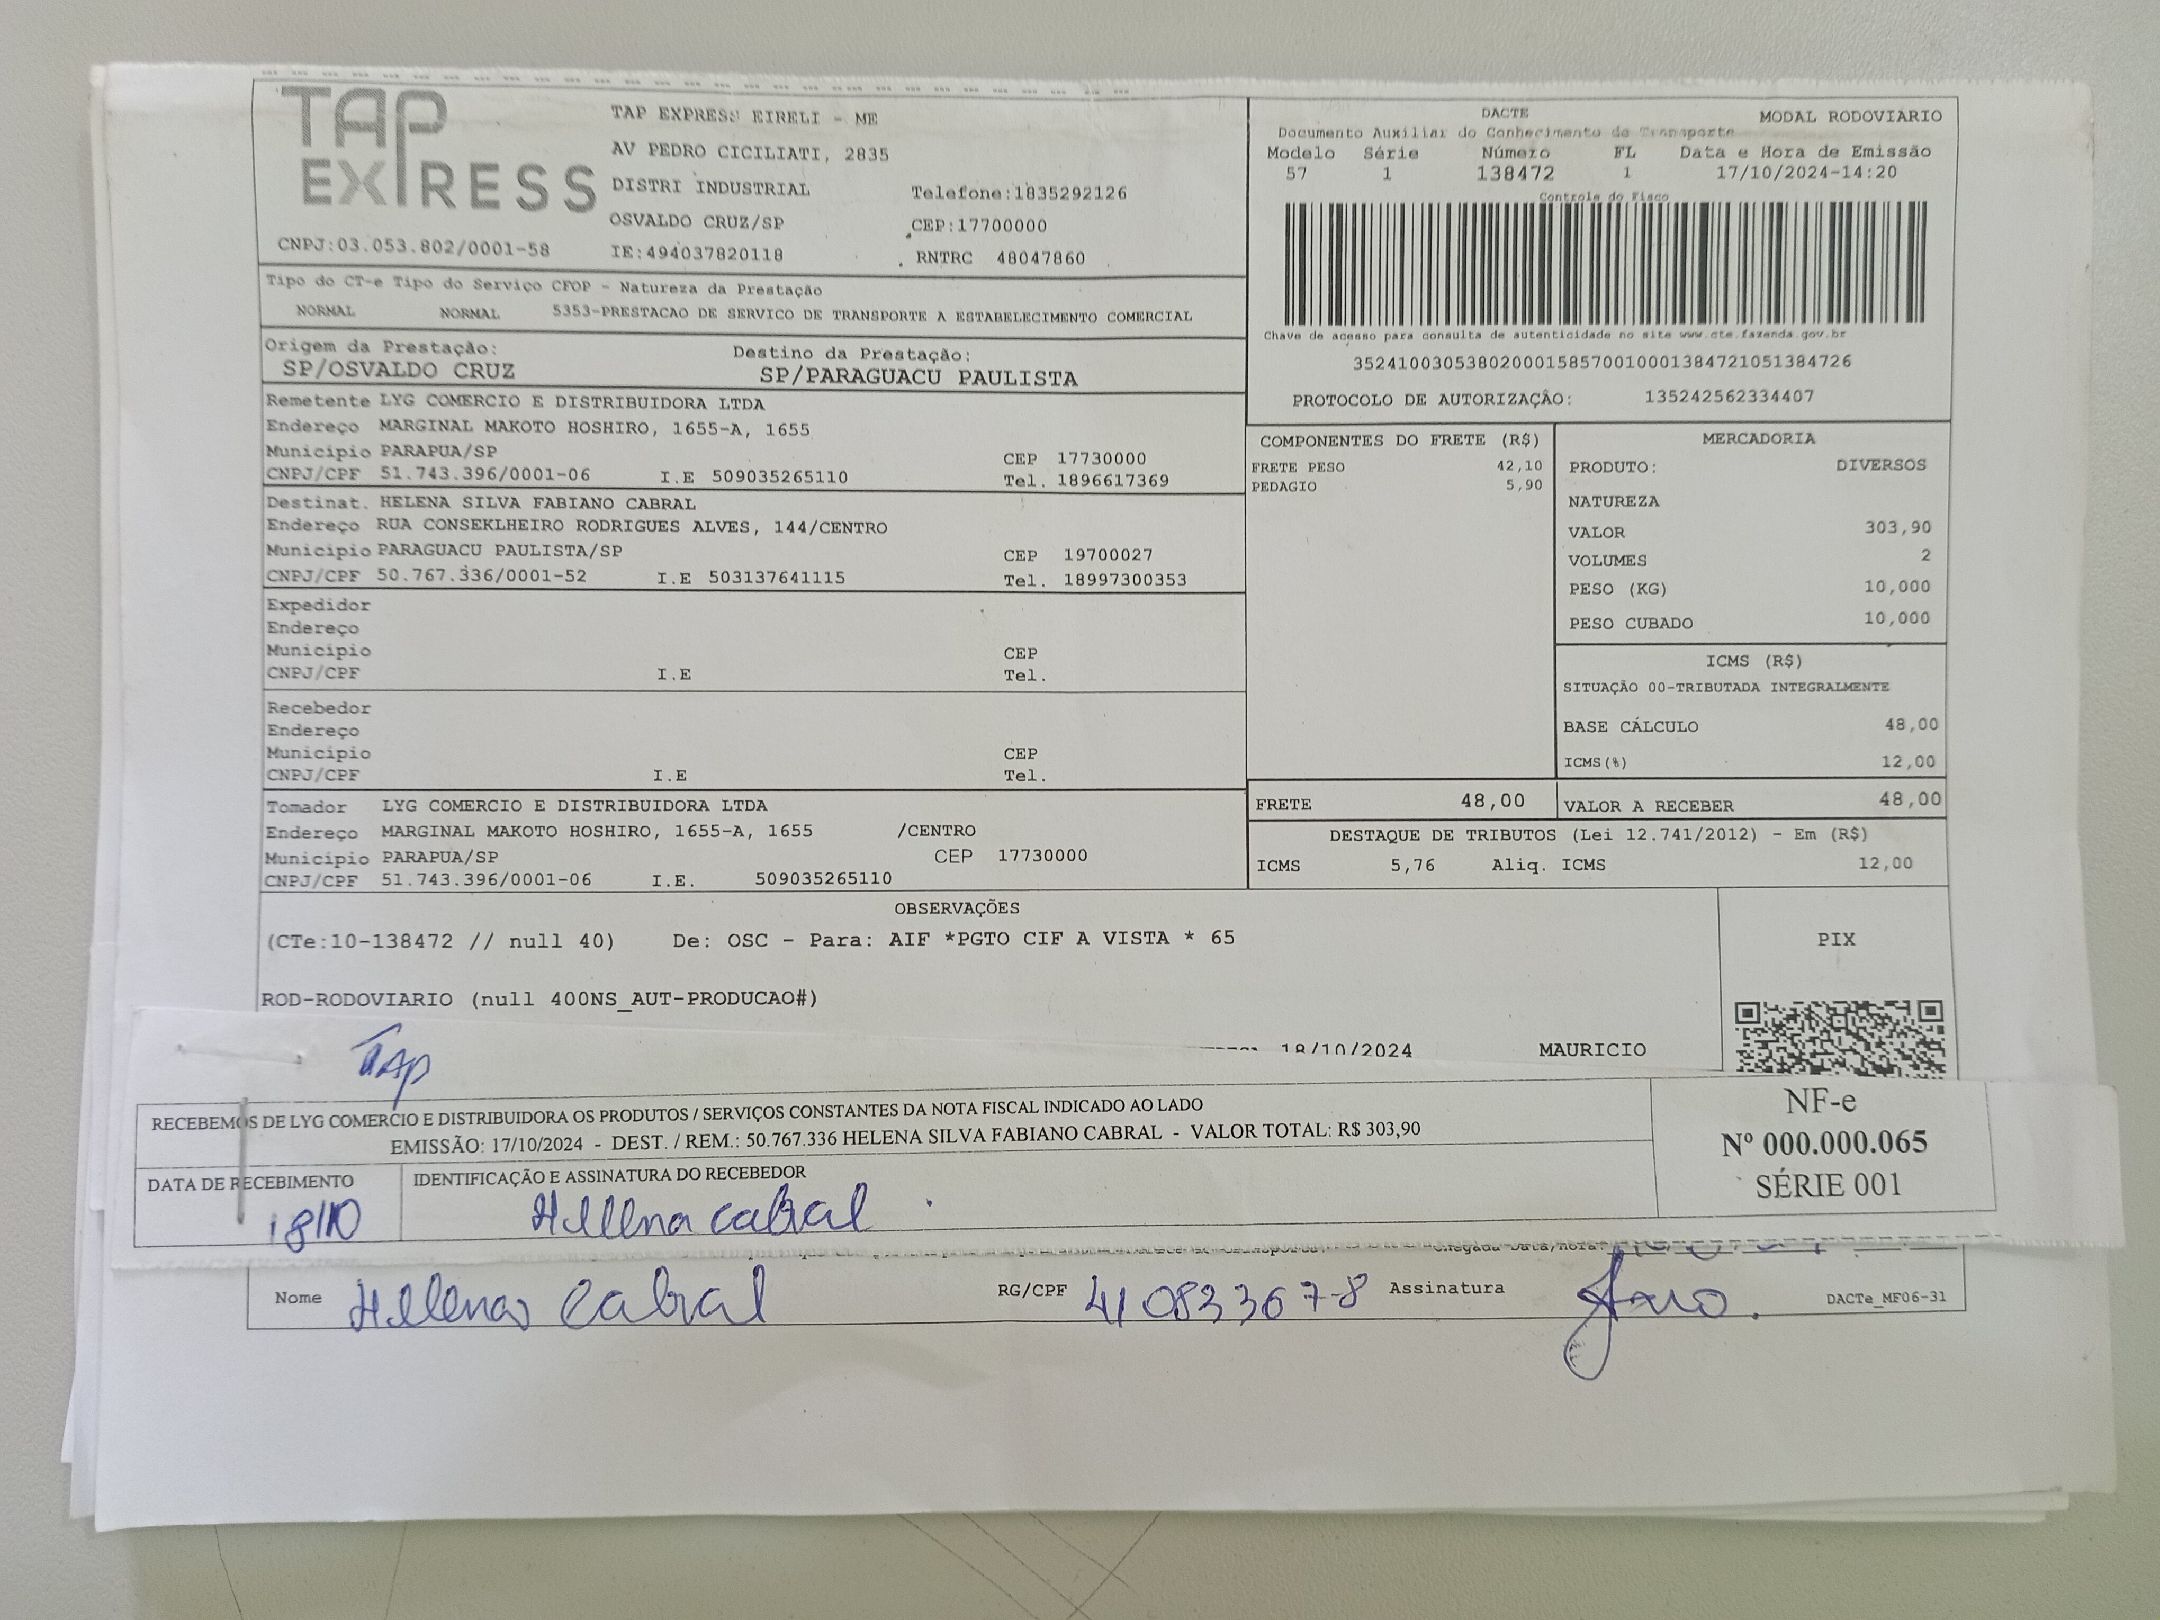 TAP EXPRESS
TAP EXPRESS EIRELI - ME
AV PEDRO CICILIATI, 2835
DISTRI INDUSTRIAL Telefone:1835292126
OSVALDO CRUZ/SP CEP:17700000
CNPJ:03.053.802/0001-58 IE:494037820118 RNTRC 48047860
DACTE MODAL RODOVIARIO
Documento Auxiliar do Conhecimento de Transporte
Modelo Série Número FL Data e Hora de Emissão
57 1 138472 1 17/10/2024-14:20
Controle do Fisco
Chave de acesso para consulta de autenticidade no site www.cte.fazenda.gov.br
35241003053802000158570010001384721051384726
PROTOCOLO DE AUTORIZAÇÃO: 135242562334407
Tipo do CT-e Tipo do Serviço CFOP - Natureza da Prestação
NORMAL NORMAL 5353-PRESTACAO DE SERVICO DE TRANSPORTE A ESTABELECIMENTO COMERCIAL
Origem da Prestação: Destino da Prestação:
SP/OSVALDO CRUZ SP/PARAGUACU PAULISTA
Remetente LYG COMERCIO E DISTRIBUIDORA LTDA
Endereço MARGINAL MAKOTO HOSHIRO, 1655-A, 1655
Municipio PARAPUA/SP CEP 17730000
CNPJ/CPF 51.743.396/0001-06 I.E 509035265110 Tel. 1896617369
Destinat. HELENA SILVA FABIANO CABRAL
Endereço RUA CONSEKLHEIRO RODRIGUES ALVES, 144/CENTRO
Municipio PARAGUACU PAULISTA/SP CEP 19700027
CNPJ/CPF 50.767.336/0001-52 I.E 503137641115 Tel. 18997300353
Expedidor
Endereço
Municipio CEP
CNPJ/CPF I.E Tel.
Recebedor
Endereço
Municipio CEP
CNPJ/CPF I.E Tel.
Tomador LYG COMERCIO E DISTRIBUIDORA LTDA
Endereço MARGINAL MAKOTO HOSHIRO, 1655-A, 1655 /CENTRO
Municipio PARAPUA/SP CEP 17730000
CNPJ/CPF 51.743.396/0001-06 I.E. 509035265110
COMPONENTES DO FRETE (R$)
FRETE PESO 42,10
PEDAGIO 5,90
MERCADORIA
PRODUTO: DIVERSOS
NATUREZA
VALOR 303,90
VOLUMES 2
PESO (KG) 10,000
PESO CUBADO 10,000
ICMS (R$)
SITUAÇÃO 00-TRIBUTADA INTEGRALMENTE
BASE CÁLCULO 48,00
ICMS(%) 12,00
FRETE 48,00 VALOR A RECEBER 48,00
DESTAQUE DE TRIBUTOS (Lei 12.741/2012) - Em (R$)
ICMS 5,76 Aliq. ICMS 12,00
OBSERVAÇÕES
(CTe:10-138472 // null 40) De: OSC - Para: AIF *PGTO CIF A VISTA * 65
PIX
ROD-RODOVIARIO (null 400NS_AUT-PRODUCAO#)
18/10/2024 MAURICIO
TAP
RECEBEMOS DE LYG COMERCIO E DISTRIBUIDORA OS PRODUTOS / SERVIÇOS CONSTANTES DA NOTA FISCAL INDICADO AO LADO
EMISSÃO: 17/10/2024 - DEST. / REM.: 50.767.336 HELENA SILVA FABIANO CABRAL - VALOR TOTAL: R$ 303,90
NF-e
Nº 000.000.065
SÉRIE 001
DATA DE RECEBIMENTO IDENTIFICAÇÃO E ASSINATURA DO RECEBEDOR
18/10 Hellena Cabral
Chegada Data/hora:
Nome Hellena Cabral RG/CPF 41083367-8 Assinatura
DACTe_MF06-31